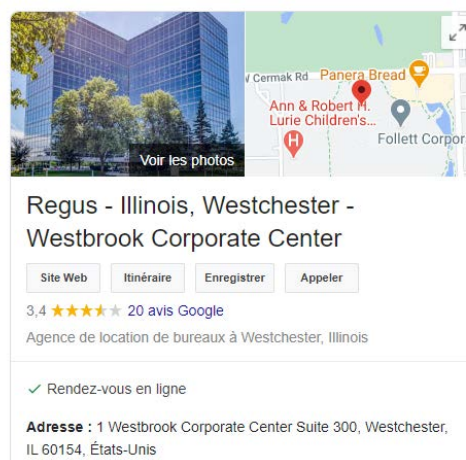 Voir les photos
V Cermak Rd
Panera Bread
Ann & Robert H.
Lurie Children's...
H
Follett Corpor
Regus - Illinois, Westchester -
Westbrook Corporate Center
Site Web
Itinéraire
Enregistrer
Appeler
3,4 20 avis Google
Agence de location de bureaux à Westchester, Illinois
Rendez-vous en ligne
Adresse : 1 Westbrook Corporate Center Suite 300, Westchester,
IL 60154, États-Unis